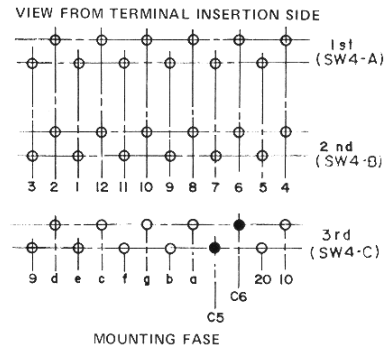 VIEW FROM TERMINAL INSERTION SIDE
1st
(SW4-A)
2nd
(SW4-B)
3 2 1 12 11 10 9 8 7 6 5 4
3rd
(SW4-C)
9 d e c f g b a 20 10
C6
C5
MOUNTING FASE